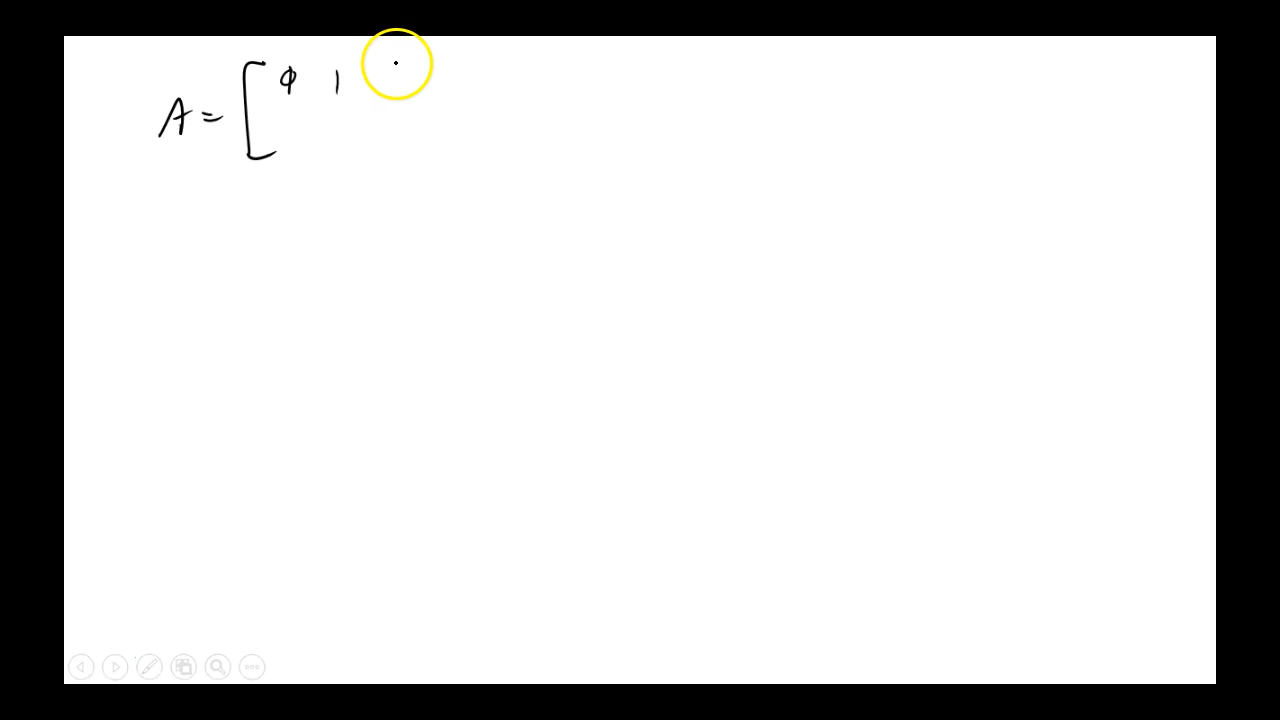 A = [ φ 1